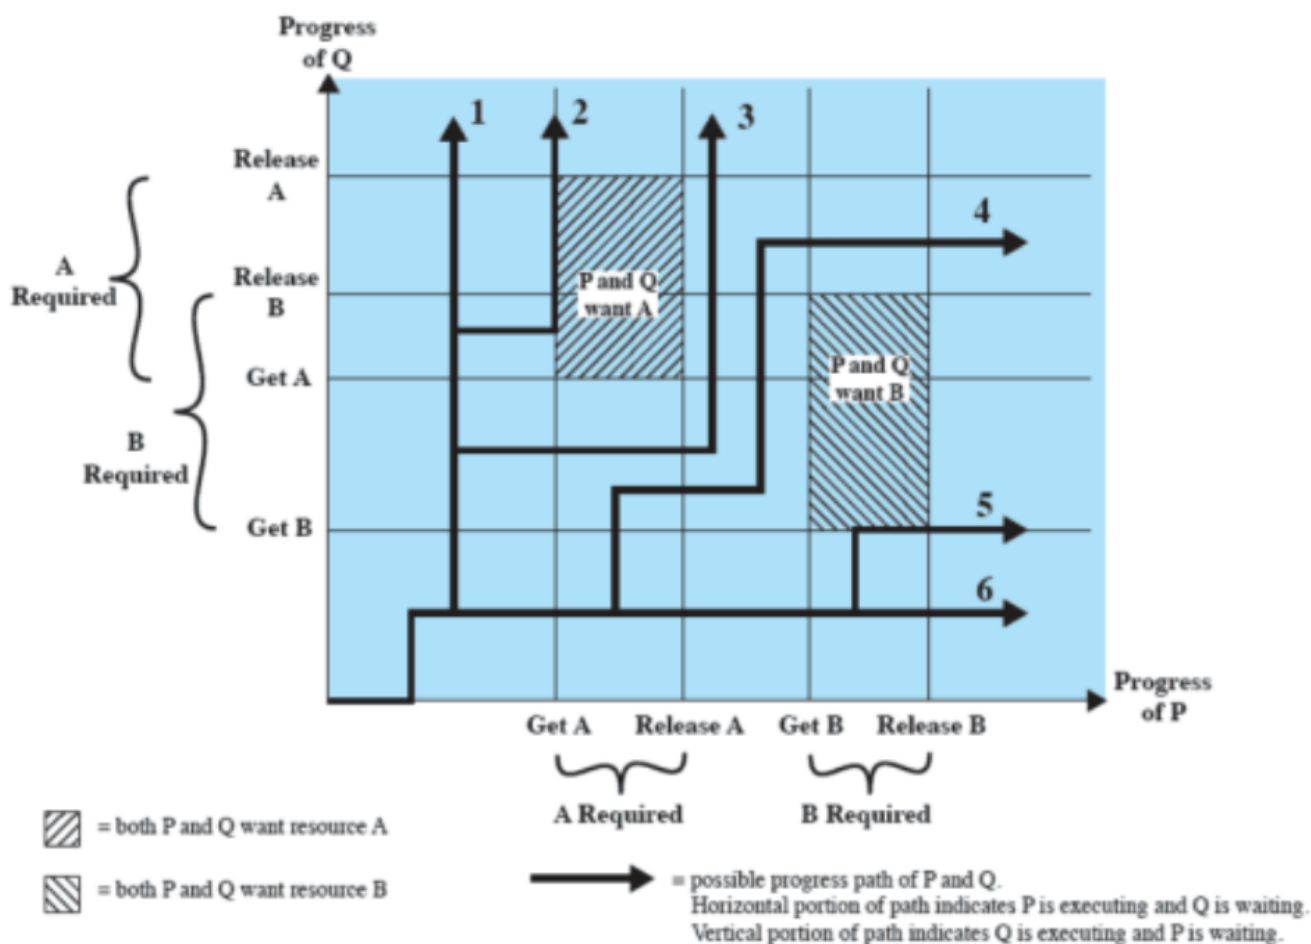 Progress
of Q
1
2
3
Release
A
4
A
Required
Release
B
P and Q
want A
Get A
P and Q
want B
B
Required
Get B
5
6
Progress
of P
Get A
Release A
Get B
Release B
A Required
B Required
= both P and Q want resource A
= both P and Q want resource B
= possible progress path of P and Q.
Horizontal portion of path indicates P is executing and Q is waiting.
Vertical portion of path indicates Q is executing and P is waiting.